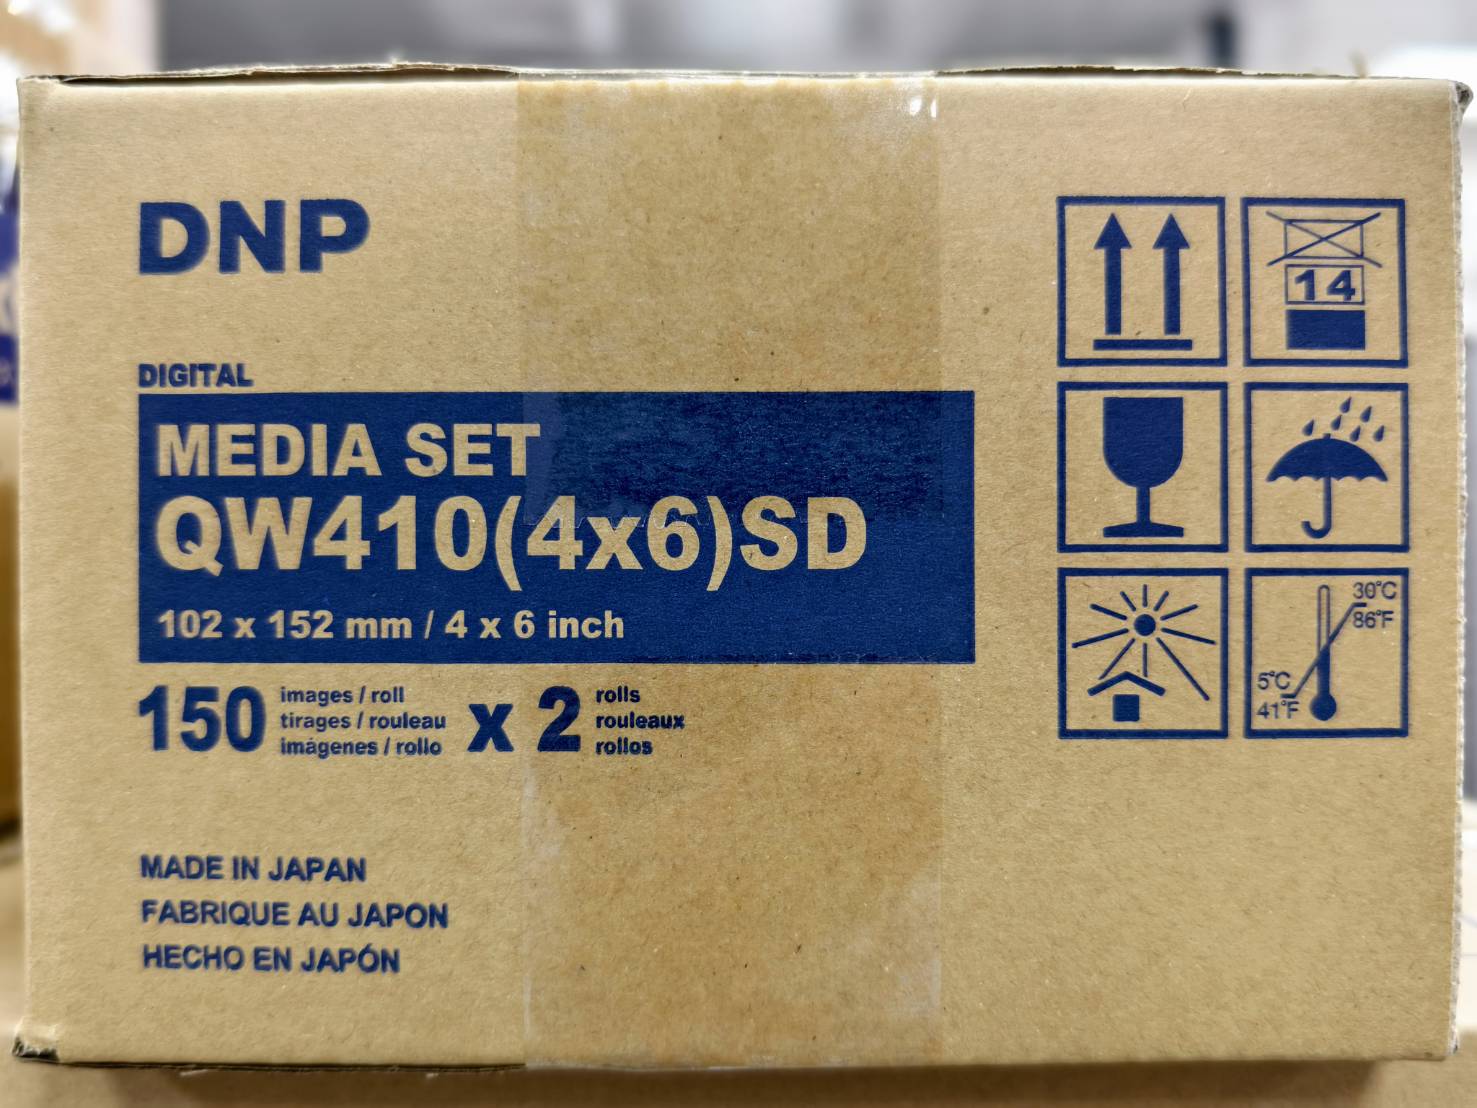 DNP
DIGITAL
MEDIA SET
QW410(4x6)SD
102 x 152 mm / 4 x 6 inch
150 images / roll x 2 rolls
tirages / rouleau rouleaux
imágenes / rollo rollos
MADE IN JAPAN
FABRIQUE AU JAPON
HECHO EN JAPÓN
14
30°C
86°F
5°C
41°F